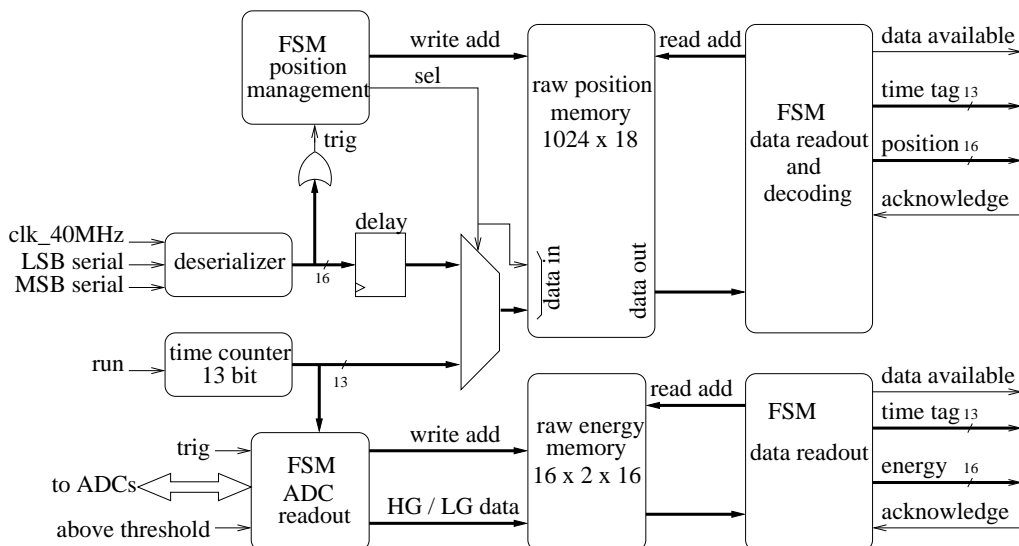 FSM
position
management
write add
sel
trig
raw position
memory
1024 x 18
data in
data out
read add
FSM
data readout
and
decoding
data available
time tag 13
position 16
acknowledge
clk_40MHz
LSB serial
MSB serial
deserializer
16
delay
run
time counter
13 bit
13
trig
to ADCs
above threshold
FSM
ADC
readout
write add
HG / LG data
raw energy
memory
16 x 2 x 16
read add
FSM
data readout
data available
time tag 13
energy 16
acknowledge